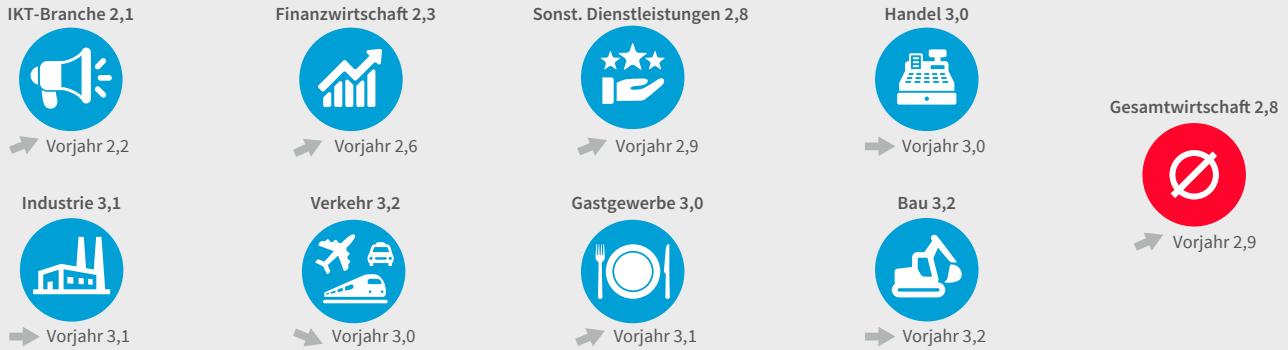 IKT-Branche 2,1
Vorjahr 2,2
Finanzwirtschaft 2,3
Vorjahr 2,6
Sonst. Dienstleistungen 2,8
Vorjahr 2,9
Handel 3,0
Vorjahr 3,0
Industrie 3,1
Vorjahr 3,1
Verkehr 3,2
Vorjahr 3,0
Gastgewerbe 3,0
Vorjahr 3,1
Bau 3,2
Vorjahr 3,2
Gesamtwirtschaft 2,8
Vorjahr 2,9